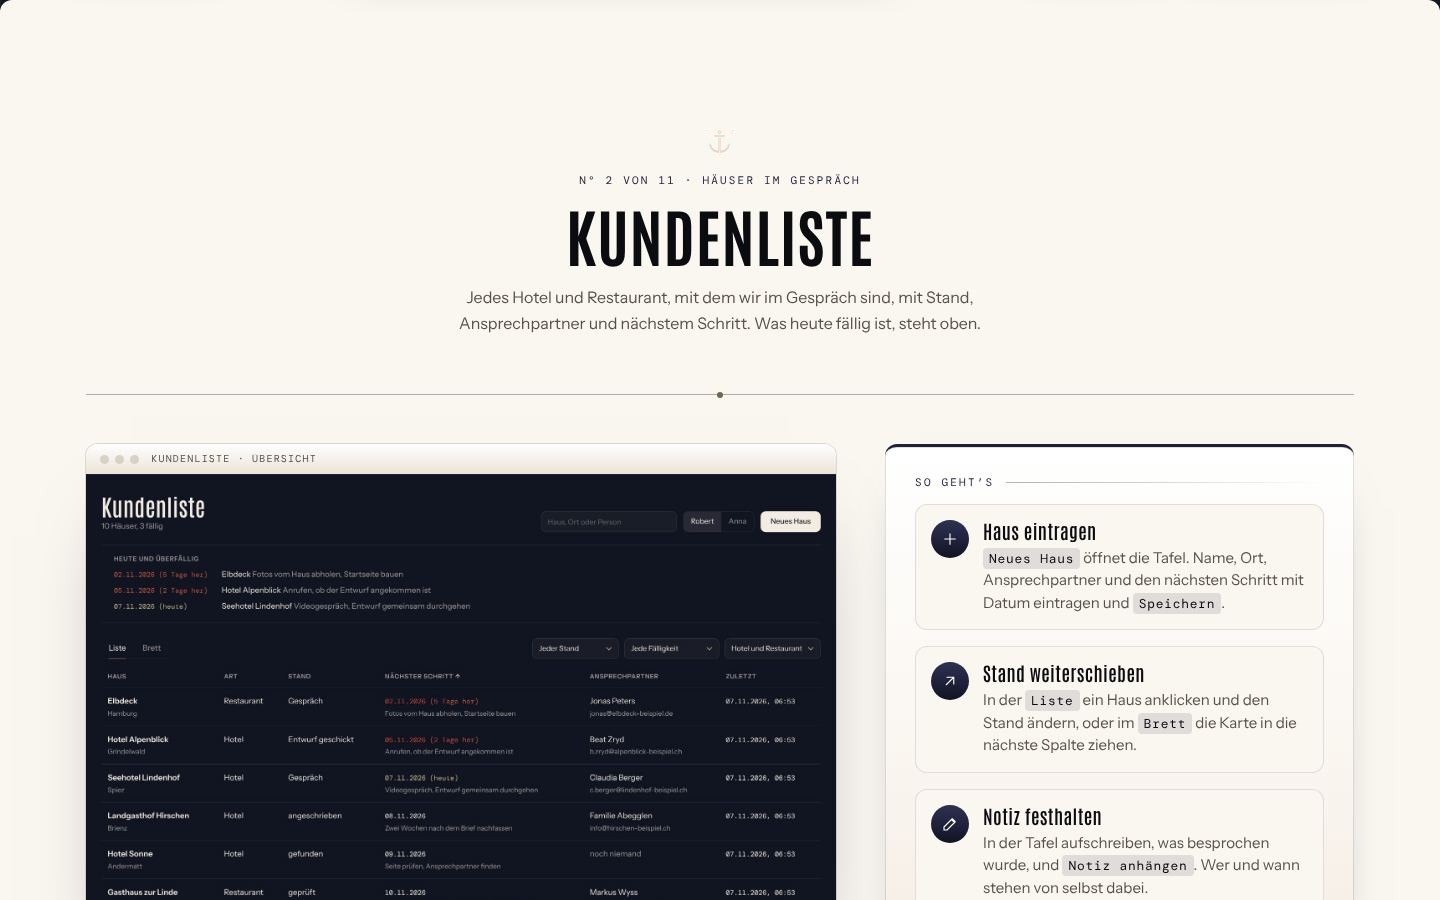 N° 2 VON 11 · HÄUSER IM GESPRÄCH
KUNDENLISTE
Jedes Hotel und Restaurant, mit dem wir im Gespräch sind, mit Stand,
Ansprechpartner und nächstem Schritt. Was heute fällig ist, steht oben.
KUNDENLISTE · ÜBERSICHT
Kundenliste
10 Häuser, 3 fällig
Haus, Ort oder Person
Robert
Anna
Neues Haus
HEUTE UND ÜBERFÄLLIG
02.11.2026 (5 Tage her) Elbdeck Fotos vom Haus abholen, Startseite bauen
05.11.2026 (2 Tage her) Hotel Alpenblick Anrufen, ob der Entwurf angekommen ist
07.11.2026 (heute) Seehotel Lindenhof Videogespräch, Entwurf gemeinsam durchgehen
Liste Brett Jeder Stand Jede Fälligkeit Hotel und Restaurant
HAUS ART STAND NÄCHSTER SCHRITT ↑ ANSPRECHPARTNER ZULETZT
Elbdeck Restaurant Gespräch 02.11.2026 (5 Tage her) Jonas Peters 07.11.2026, 06:53
Hamburg Fotos vom Haus abholen, Startseite bauen jonas@elbdeck-beispiel.de
Hotel Alpenblick Hotel Entwurf geschickt 05.11.2026 (2 Tage her) Beat Zryd 07.11.2026, 06:53
Grindelwald Anrufen, ob der Entwurf angekommen ist b.zryd@alpenblick-beispiel.ch
Seehotel Lindenhof Hotel Gespräch 07.11.2026 (heute) Claudia Berger 07.11.2026, 06:53
Spiez Videogespräch, Entwurf gemeinsam durchgehen c.berger@lindenhof-beispiel.ch
Landgasthof Hirschen Hotel angeschrieben 08.11.2026 Familie Abegglen 07.11.2026, 06:53
Brienz Zwei Wochen nach dem Brief nachfassen info@hirschen-beispiel.ch
Hotel Sonne Hotel gefunden 09.11.2026 noch niemand 07.11.2026, 06:53
Andermatt Seite prüfen, Ansprechpartner finden
Gasthaus zur Linde Restaurant geprüft 10.11.2026 Markus Wyss 07.11.2026, 06:53
SO GEHT'S
Haus eintragen
Neues Haus öffnet die Tafel. Name, Ort,
Ansprechpartner und den nächsten Schritt mit
Datum eintragen und Speichern.
Stand weiterschieben
In der Liste ein Haus anklicken und den
Stand ändern, oder im Brett die Karte in die
nächste Spalte ziehen.
Notiz festhalten
In der Tafel aufschreiben, was besprochen
wurde, und Notiz anhängen. Wer und wann
stehen von selbst dabei.